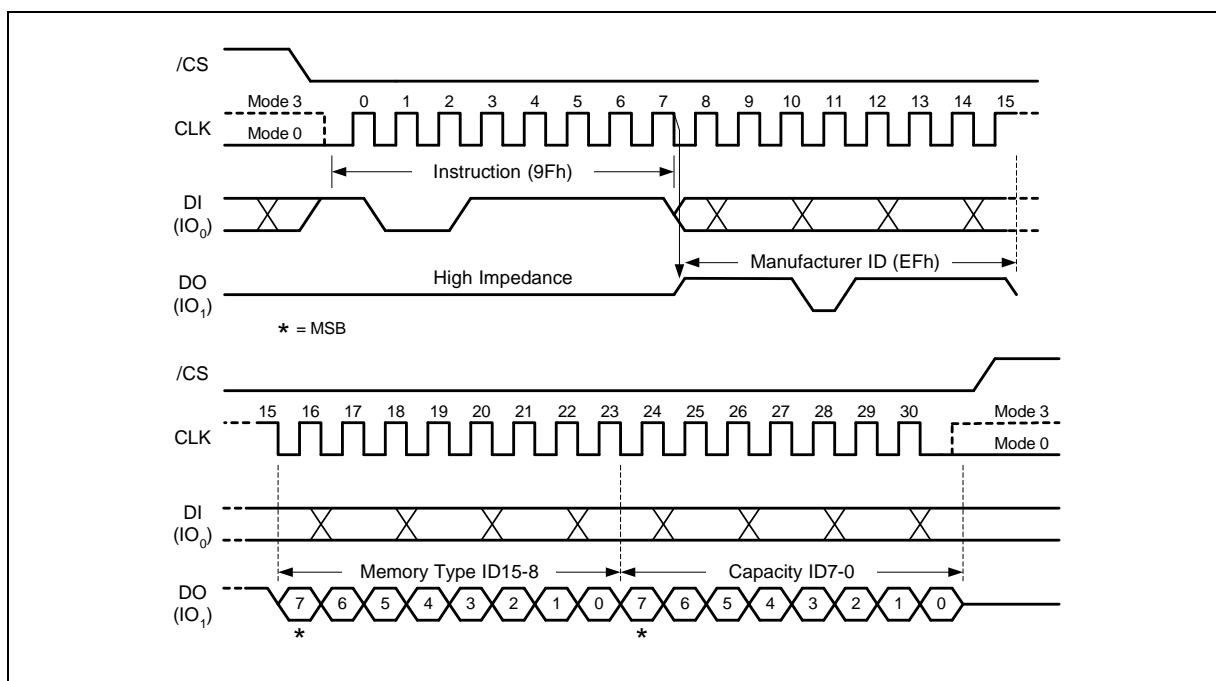 /CS
Mode 3 0 1 2 3 4 5 6 7 8 9 10 11 12 13 14 15
CLK Mode 0
Instruction (9Fh)
DI
(IO0)
Manufacturer ID (EFh)
DO High Impedance
(IO1)
* = MSB
/CS
15 16 17 18 19 20 21 22 23 24 25 26 27 28 29 30 Mode 3
CLK Mode 0
DI
(IO0)
Memory Type ID15-8 Capacity ID7-0
DO 7 6 5 4 3 2 1 0 7 6 5 4 3 2 1 0
(IO1)
* *